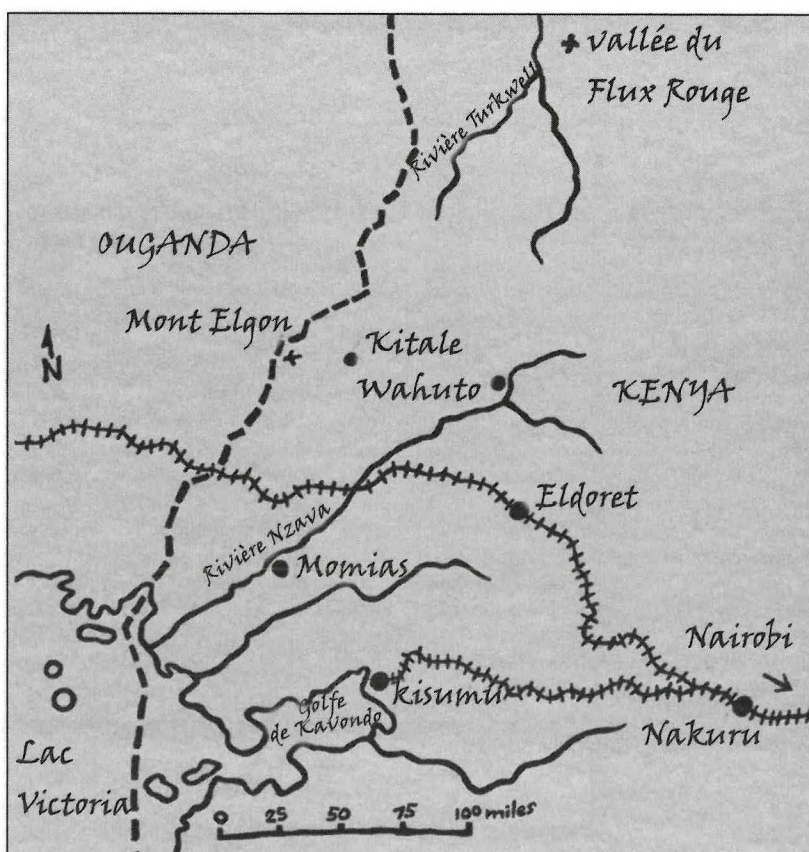 vallée du
Flux Rouge
Rivière Turkwell
OUGANDA
Mont Elgon
N
Kitale
Wahuto
KENYA
Eldoret
Rivière Nzava
Momias
Nairobi
kisumu
Golfe
de Kavondo
Nakuru
Lac
Victoria
0 25 50 75 100 miles